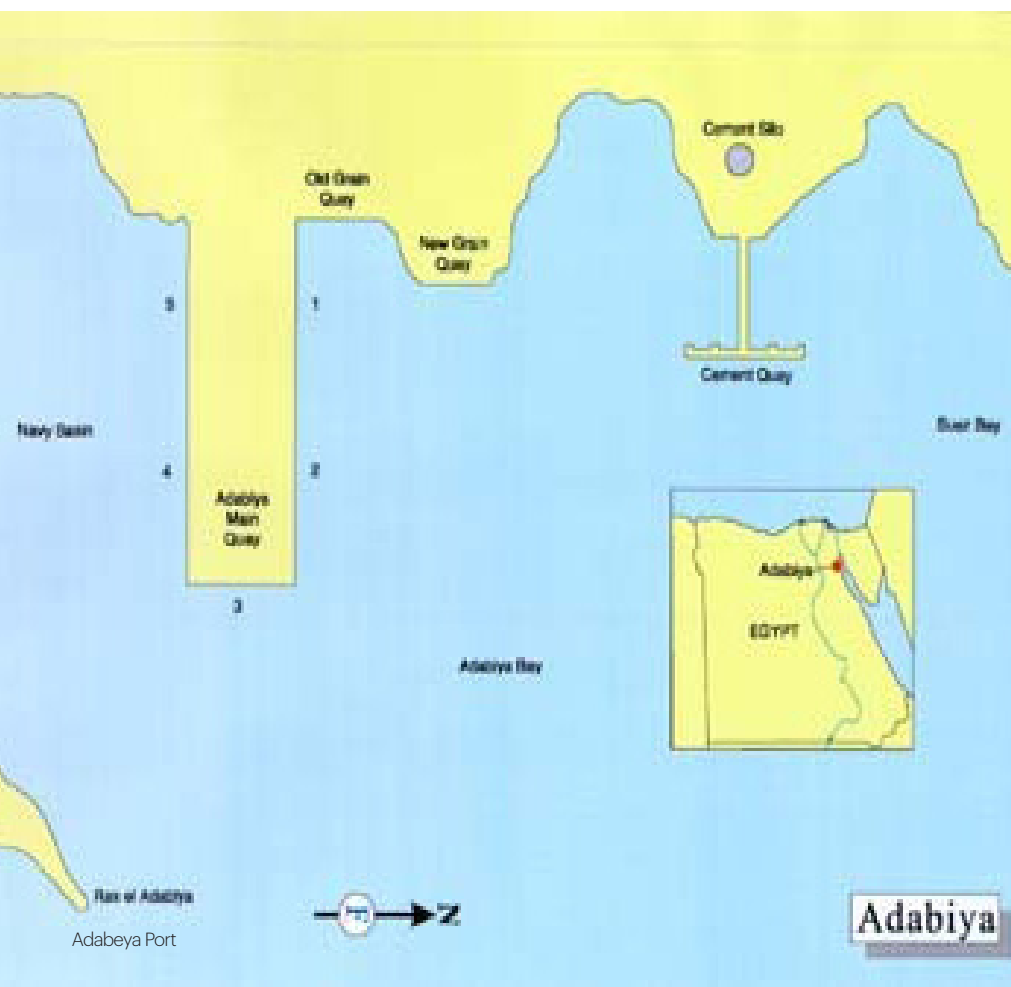 Cement Silo
Old Grain
Quay
New Grain
Quay
5
1
Cement Quay
Navy Basin
Suez Bay
4
2
Adabiya
Main
Quay
Adabiya
3
EGYPT
Adabiya Bay
Ras el Adabiya
N
Adabiya
Adabeya Port